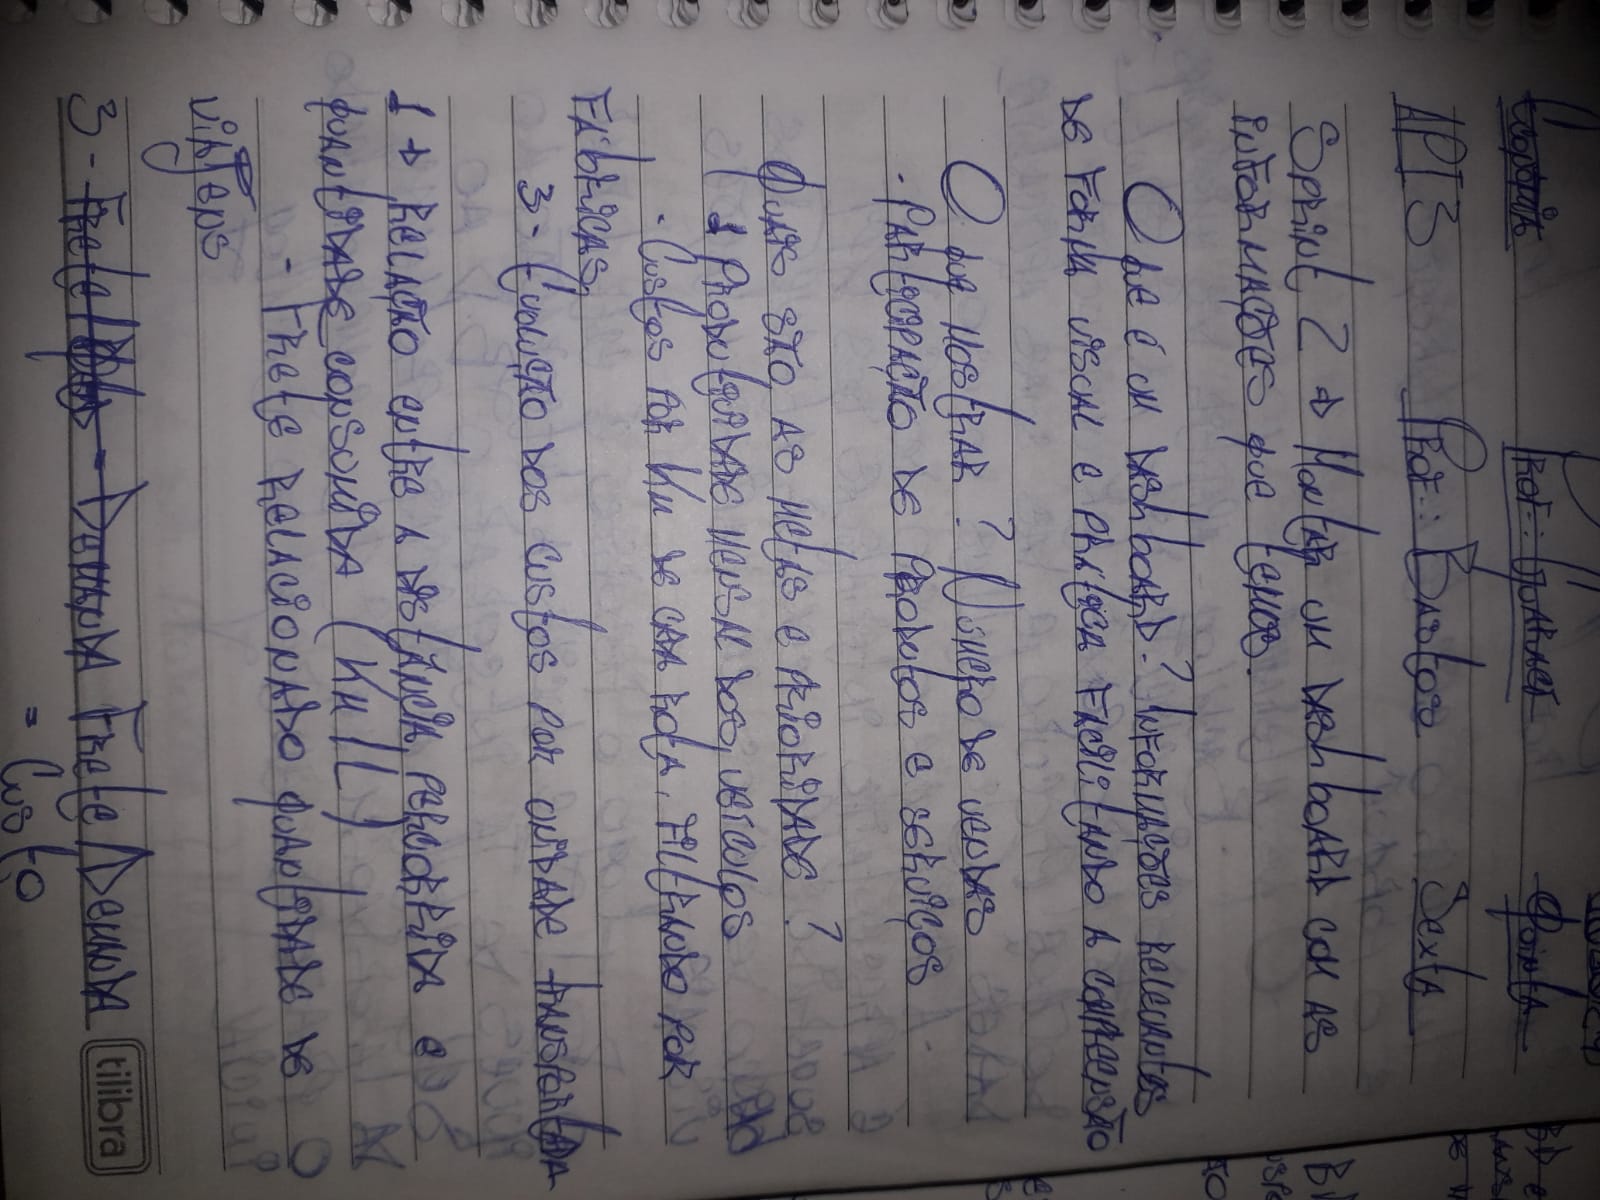 Economia Prof.: Guaraci Quinta
API 3 Prof.: Bastos Sexta
Sprint 2 → Montar um dashboard com as
informações que temos.
O que é um dashboard? Informações relevantes
de forma visual e prática facilitando a compreensão
O que mostrar? Número de vendas
· Participação de produtos e serviços
Quais são as metas e prioridade?
1 Produtividade mensal dos veículos
- Custos por Km de cada rota, filtrando por
fábricas,
3- Evolução dos custos por unidade transportada
1 → Relação entre a distância percorrida e
quantidade consumida (Km/L)
- Frete relacionado quantidade de
viagens
3 - Frete/ - Demanda Frete/Demanda
= Custo
tilibra